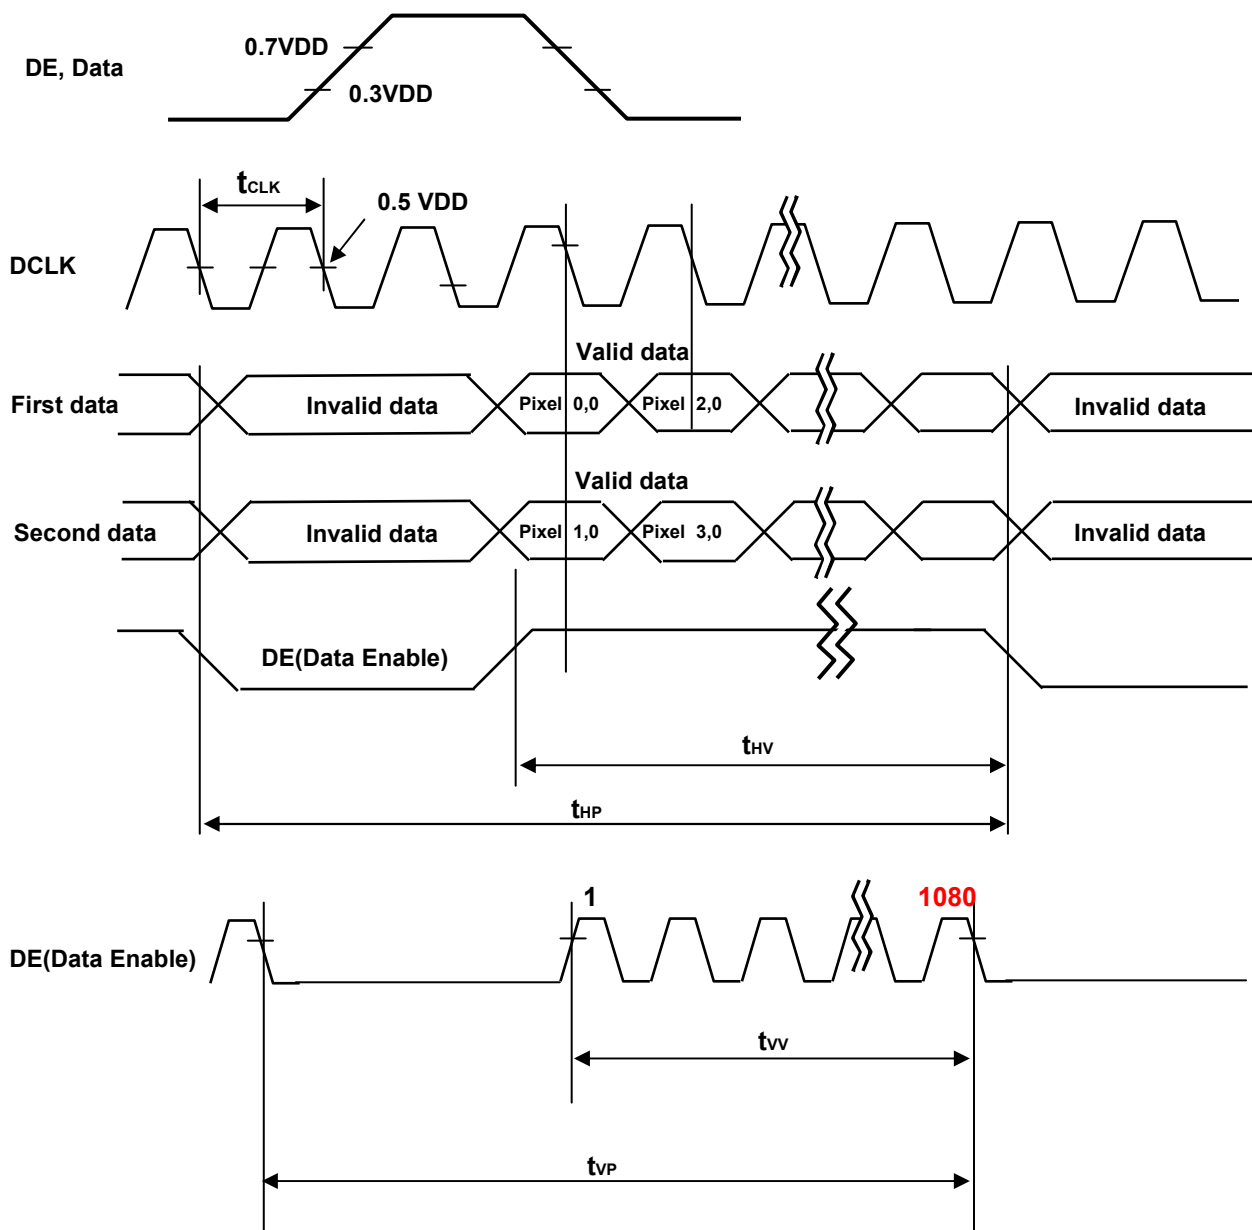 0.7VDD
DE, Data
0.3VDD
tCLK
0.5 VDD
DCLK
Valid data
First data
Invalid data
Pixel 0,0
Pixel 2,0
Invalid data
Valid data
Second data
Invalid data
Pixel 1,0
Pixel 3,0
Invalid data
DE(Data Enable)
tHV
tHP
1
1080
DE(Data Enable)
tVV
tVP